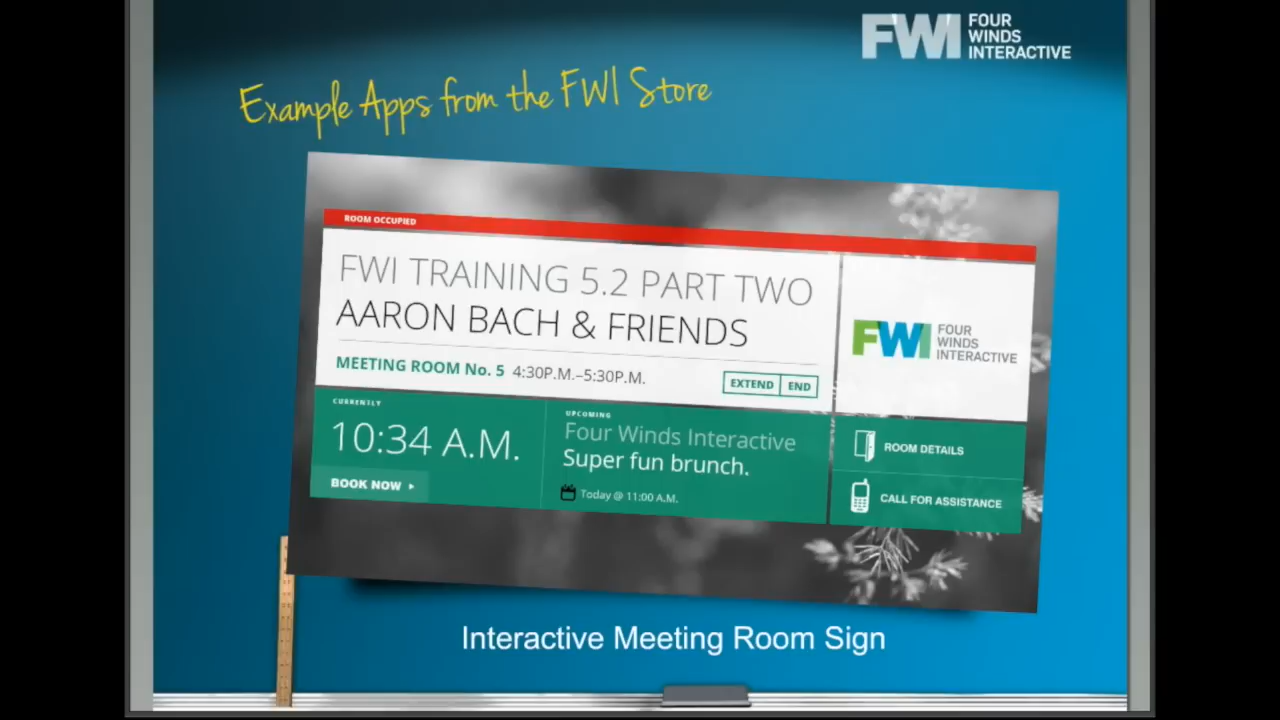 FWI FOUR
WINDS
INTERACTIVE
Example Apps from the FWI Store
ROOM OCCUPIED
FWI TRAINING 5.2 PART TWO
AARON BACH & FRIENDS
MEETING ROOM No. 5 4:30P.M.–5:30P.M.
EXTEND END
FWI FOUR
WINDS
INTERACTIVE
CURRENTLY
10:34 A.M.
BOOK NOW
UPCOMING
Four Winds Interactive
Super fun brunch.
Today @ 11:00 A.M.
ROOM DETAILS
CALL FOR ASSISTANCE
Interactive Meeting Room Sign